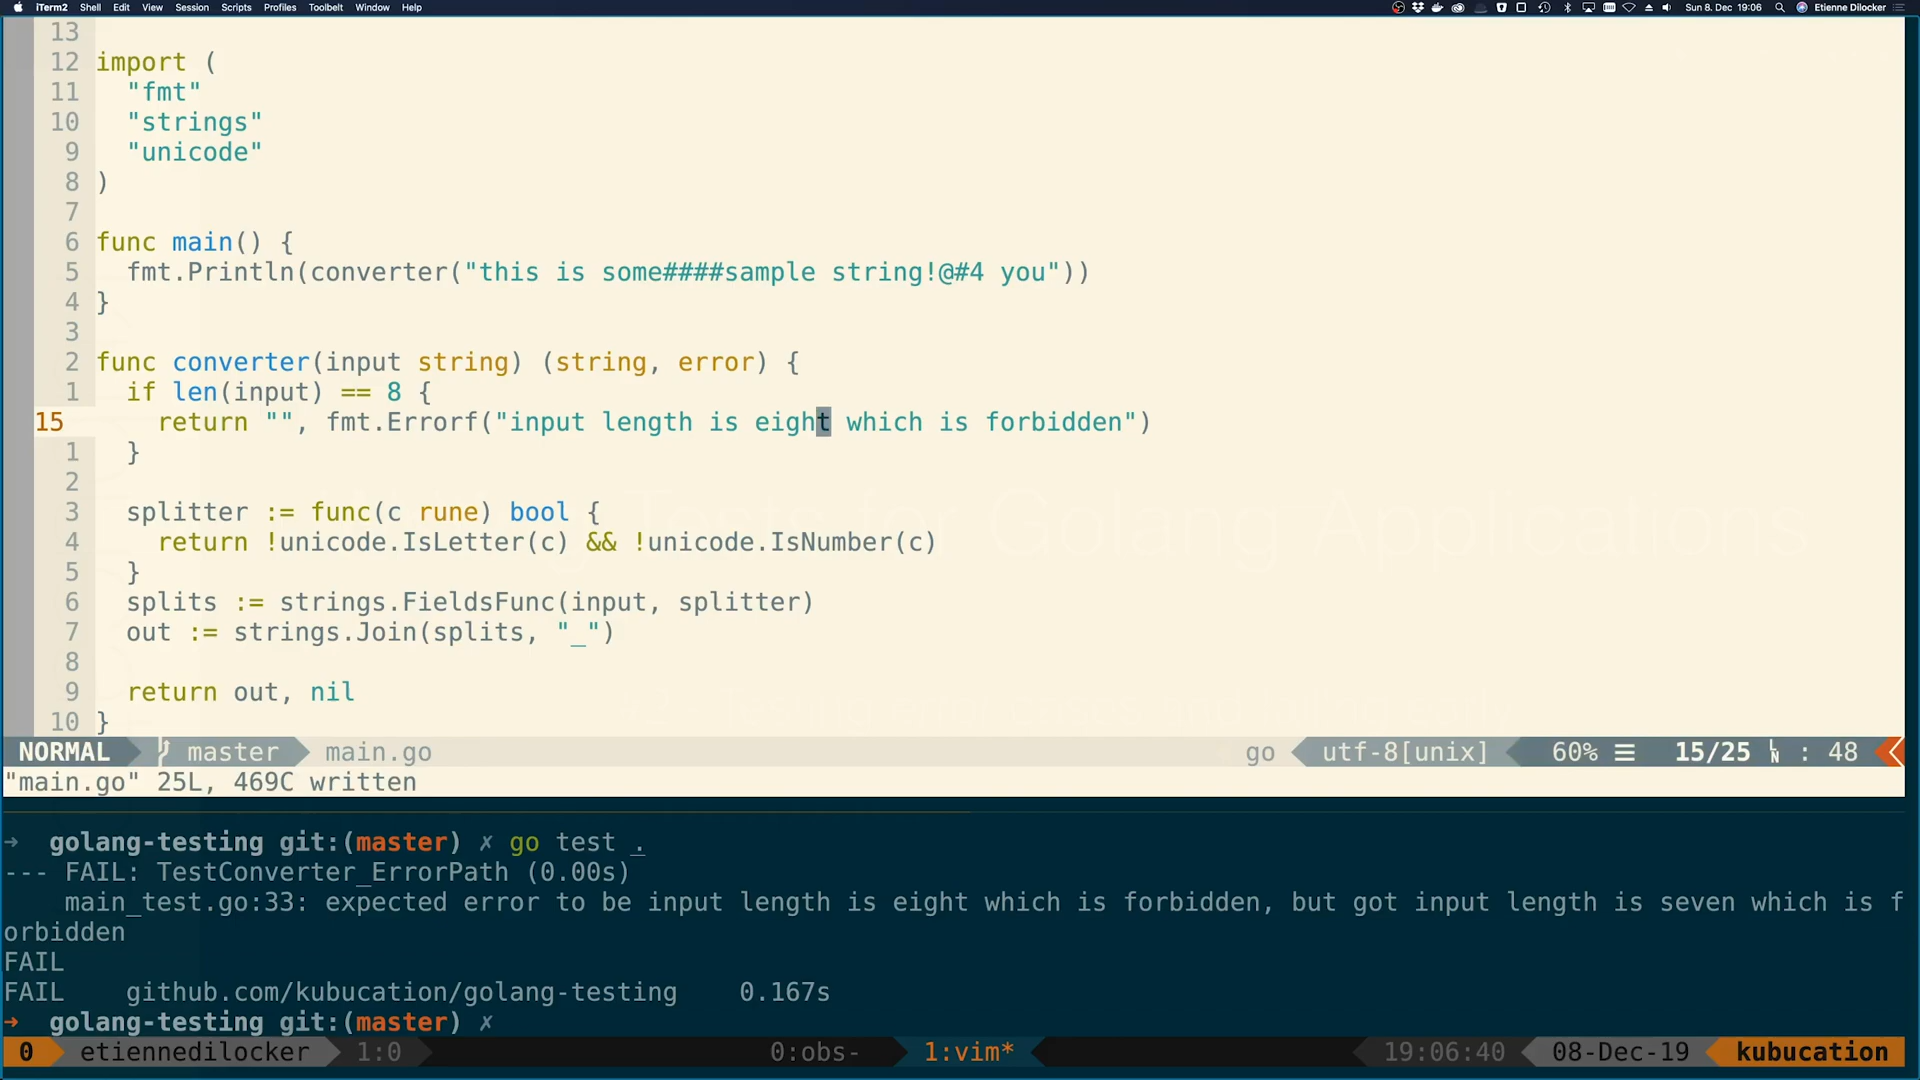 iTerm2 Shell Edit View Session Scripts Profiles Toolbelt Window Help Sun 8. Dec 19:06 Etienne Dilocker
13
12 import (
11 "fmt"
10 "strings"
9 "unicode"
8 )
7
6 func main() {
5 fmt.Println(converter("this is some####sample string!@#4 you"))
4 }
3
2 func converter(input string) (string, error) {
1 if len(input) == 8 {
15 return "", fmt.Errorf("input length is eight which is forbidden")
1 }
2
3 splitter := func(c rune) bool {
4 return !unicode.IsLetter(c) && !unicode.IsNumber(c)
5 }
6 splits := strings.FieldsFunc(input, splitter)
7 out := strings.Join(splits, "_")
8
9 return out, nil
10 }
for Golang Applications
NORMAL master main.go go utf-8[unix] 60% ☰ 15/25 : 48
"main.go" 25L, 469C written
→ golang-testing git:(master) ✗ go test .
--- FAIL: TestConverter_ErrorPath (0.00s)
main_test.go:33: expected error to be input length is eight which is forbidden, but got input length is seven which is f
orbidden
FAIL
FAIL github.com/kubucation/golang-testing 0.167s
→ golang-testing git:(master) ✗
0 etiennedilocker 1:0 0:obs- 1:vim* 19:06:40 08-Dec-19 kubucation